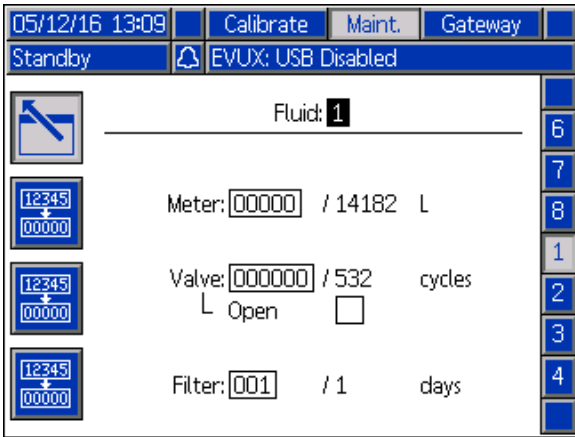 05/12/16 13:09 Calibrate Maint. Gateway
Standby EVUX: USB Disabled
Fluid: 1
6
7
12345
00000
Meter: 00000 / 14182 L
8
1
12345
00000
Valve: 000000 / 532 cycles
Open
2
3
12345
00000
Filter: 001 / 1 days
4